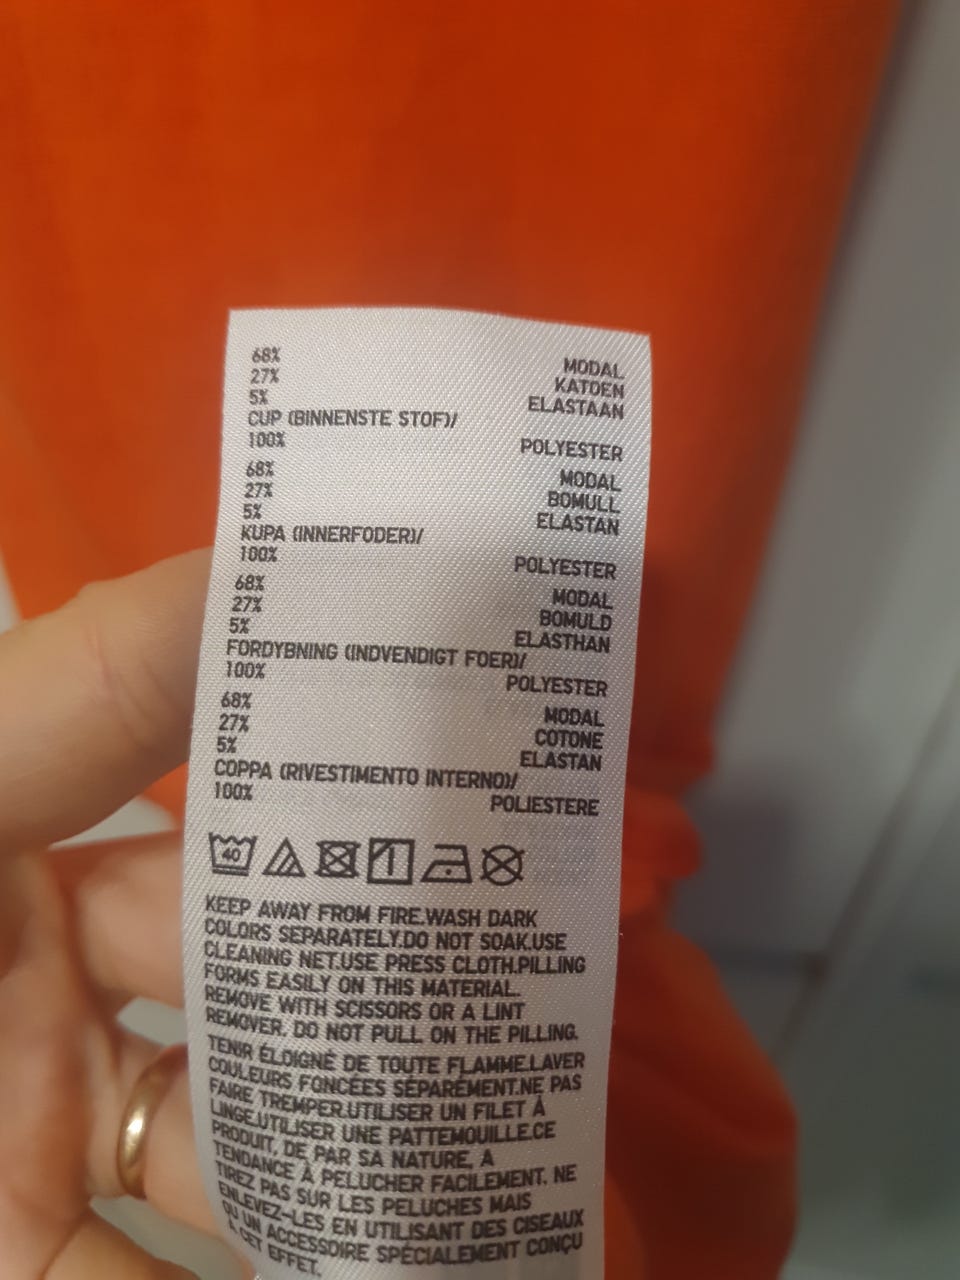 68% MODAL
27% KATOEN
5% ELASTAAN
CUP (BINNENSTE STOF)/
100% POLYESTER
68% MODAL
27% BOMULL
5% ELASTAN
KUPA (INNERFODER)/
100% POLYESTER
68% MODAL
27% BOMULD
5% ELASTHAN
FORDYBNING (INDVENDIGT FOER)/
100% POLYESTER
68% MODAL
27% COTONE
5% ELASTAN
COPPA (RIVESTIMENTO INTERNO)/
100% POLIESTERE
40
KEEP AWAY FROM FIRE.WASH DARK
COLORS SEPARATELY.DO NOT SOAK.USE
CLEANING NET.USE PRESS CLOTH.PILLING
FORMS EASILY ON THIS MATERIAL.
REMOVE WITH SCISSORS OR A LINT
REMOVER. DO NOT PULL ON THE PILLING.
TENIR ÉLOIGNÉ DE TOUTE FLAMME.LAVER
COULEURS FONCÉES SÉPARÉMENT.NE PAS
FAIRE TREMPER.UTILISER UN FILET À
LINGE.UTILISER UNE PATTEMOUILLE.CE
PRODUIT, DE PAR SA NATURE, A
TENDANCE À PELUCHER FACILEMENT. NE
TIREZ PAS SUR LES PELUCHES MAIS
ENLEVEZ-LES EN UTILISANT DES CISEAUX
OU UN ACCESSOIRE SPÉCIALEMENT CONÇU
À CET EFFET.